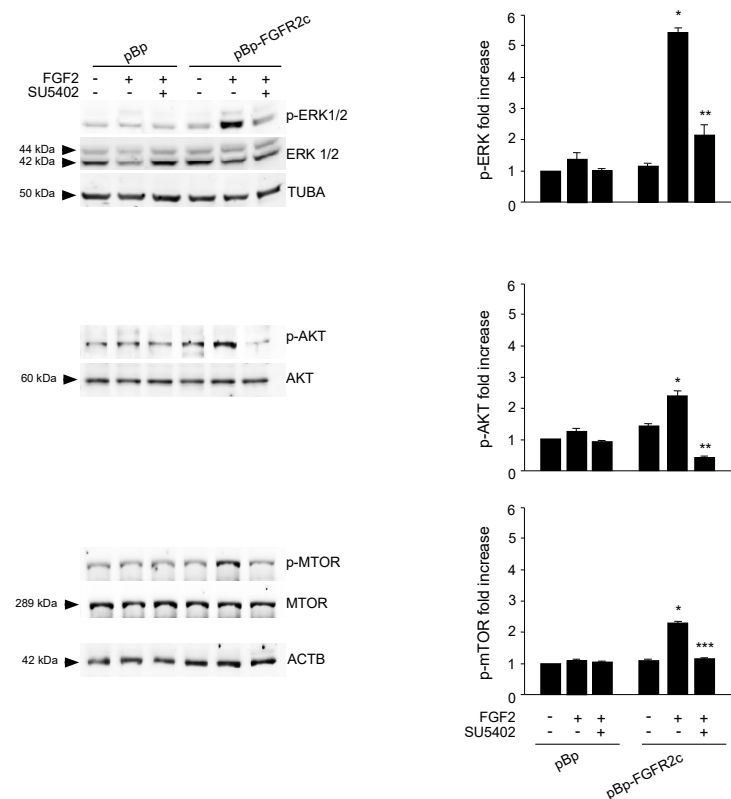 pBp
pBp-FGFR2c
FGF2 - + + - + +
SU5402 - - + - - +
p-ERK1/2
44 kDa
ERK 1/2
42 kDa
50 kDa
TUBA
p-AKT
60 kDa
AKT
p-MTOR
289 kDa
MTOR
42 kDa
ACTB
p-ERK fold increase
6
5
4
3
2
1
0
*
**
p-AKT fold increase
6
5
4
3
2
1
0
*
**
p-mTOR fold increase
6
5
4
3
2
1
0
*
***
FGF2 - + + - + +
SU5402 - - + - - +
pBp
pBp-FGFR2c